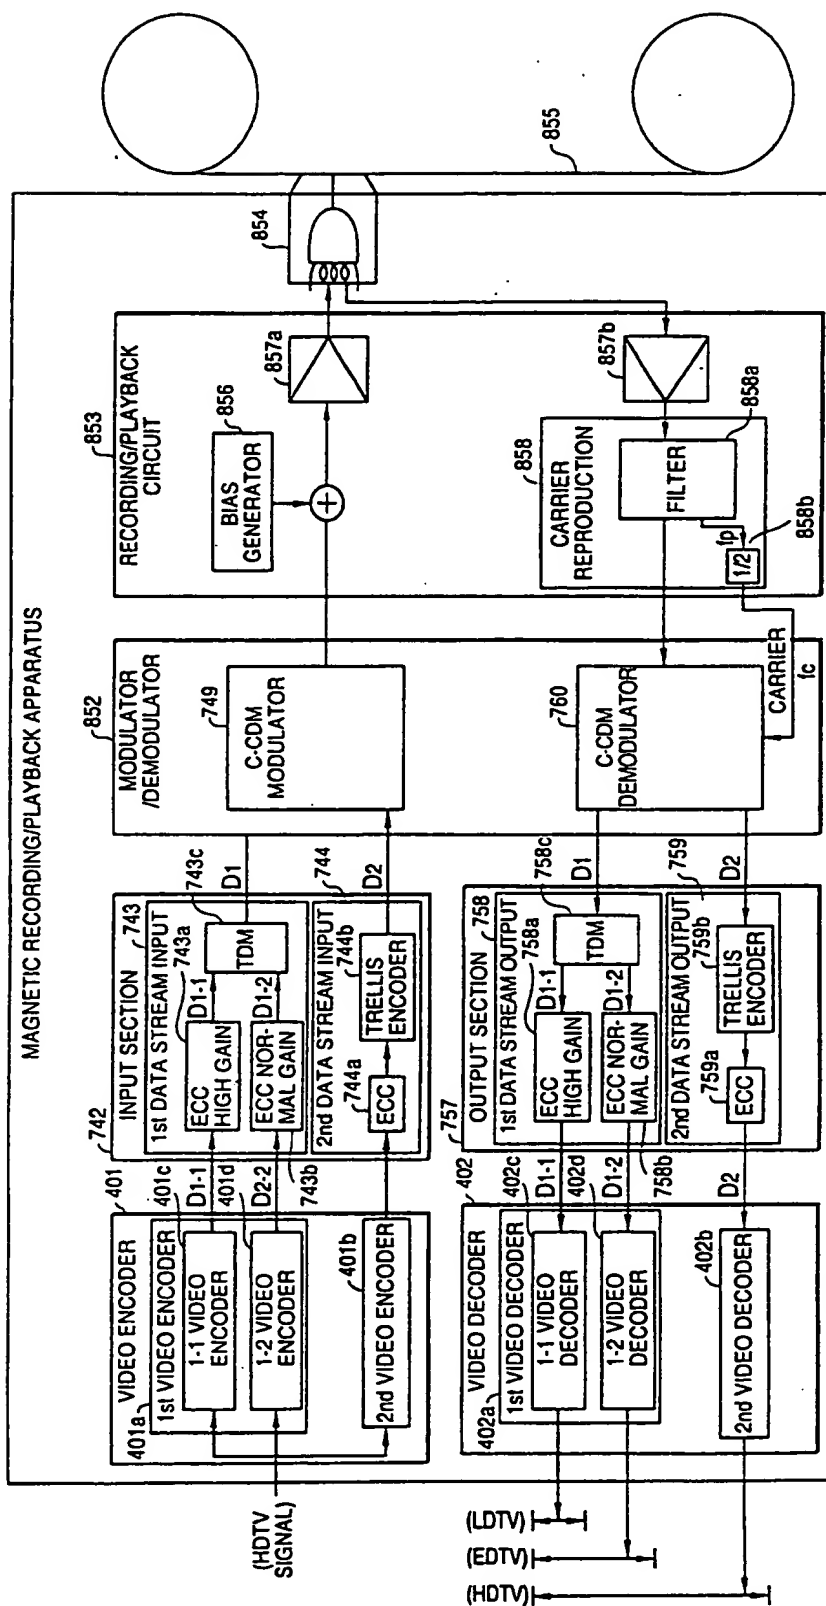 MAGNETIC RECORDING/PLAYBACK APPARATUS
(HDTV
SIGNAL)
401
VIDEO ENCODER
401a
1st VIDEO ENCODER
401c
1-1 VIDEO
ENCODER
401d
1-2 VIDEO
ENCODER
401b
2nd VIDEO ENCODER
D1-1
D2-2
742
INPUT SECTION
743
1st DATA STREAM INPUT
743a
ECC
HIGH GAIN
D1-1
743c
TDM
ECC NOR-
MAL GAIN
D1-2
743b
744
2nd DATA STREAM INPUT
744a
ECC
744b
TRELLIS
ENCODER
D1
D2
852
MODULATOR
/DEMODULATOR
749
C-CDM
MODULATOR
760
C-CDM
DEMODULATOR
CARRIER
fc
853
RECORDING/PLAYBACK
CIRCUIT
856
BIAS
GENERATOR
+
857a
854
855
857b
858
CARRIER
REPRODUCTION
858a
FILTER
fp
1/2
858b
757
OUTPUT SECTION
758
1st DATA STREAM OUTPUT
758a
ECC
HIGH GAIN
D1-1
758c
TDM
ECC NOR-
MAL GAIN
D1-2
758b
759
2nd DATA STREAM OUTPUT
759a
ECC
759b
TRELLIS
ENCODER
D1
D2
402
VIDEO DECODER
402a
1st VIDEO DECODER
402c
1-1 VIDEO
DECODER
402d
1-2 VIDEO
DECODER
402b
2nd VIDEO DECODER
D1-1
D1-2
D2
(LDTV)
(EDTV)
(HDTV)